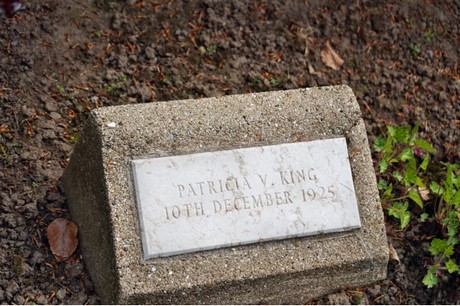 PATRICIA V. KING
10TH DECEMBER 1925